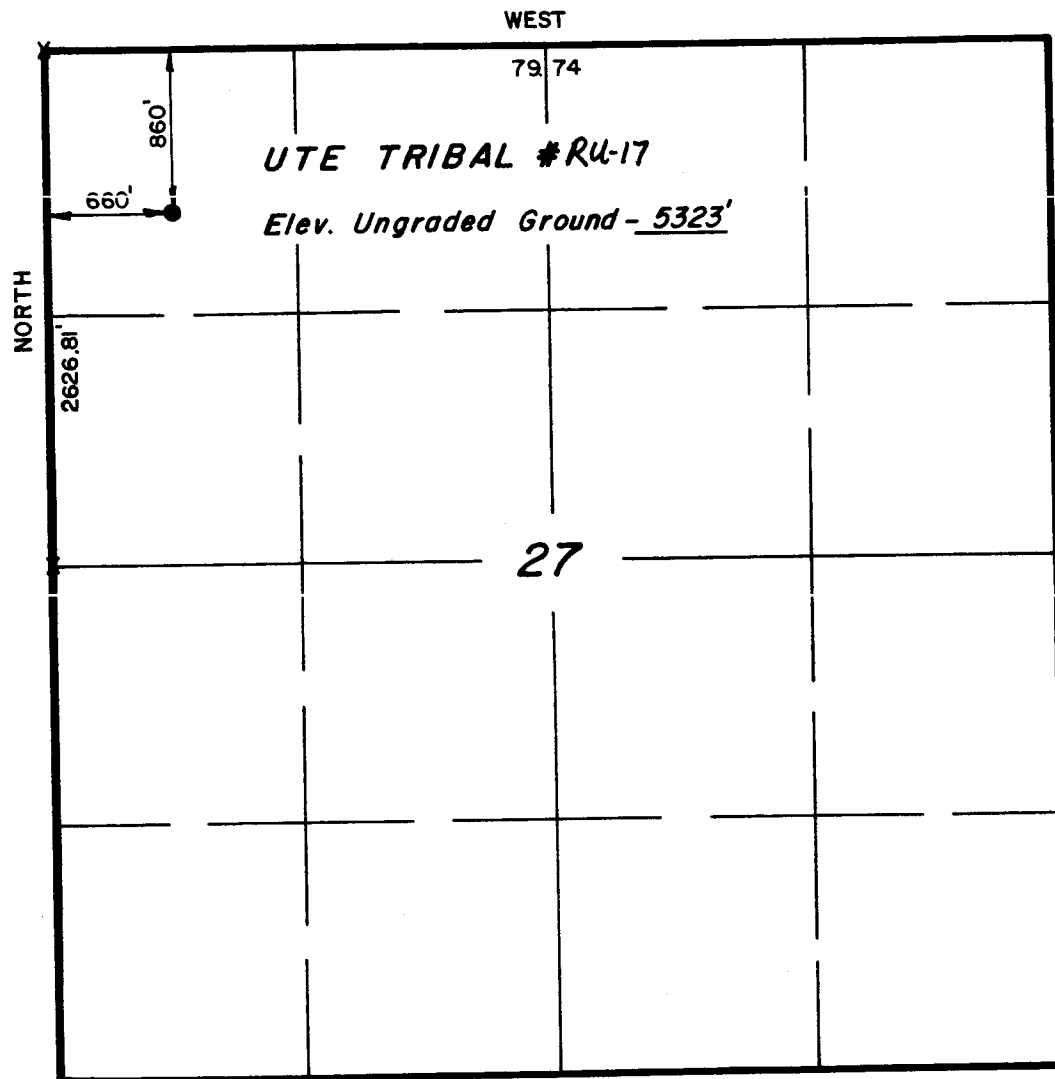 WEST
79.74
860'
UTE TRIBAL #RU-17
660'
Elev. Ungraded Ground - 5323'
NORTH
2626.81'
27